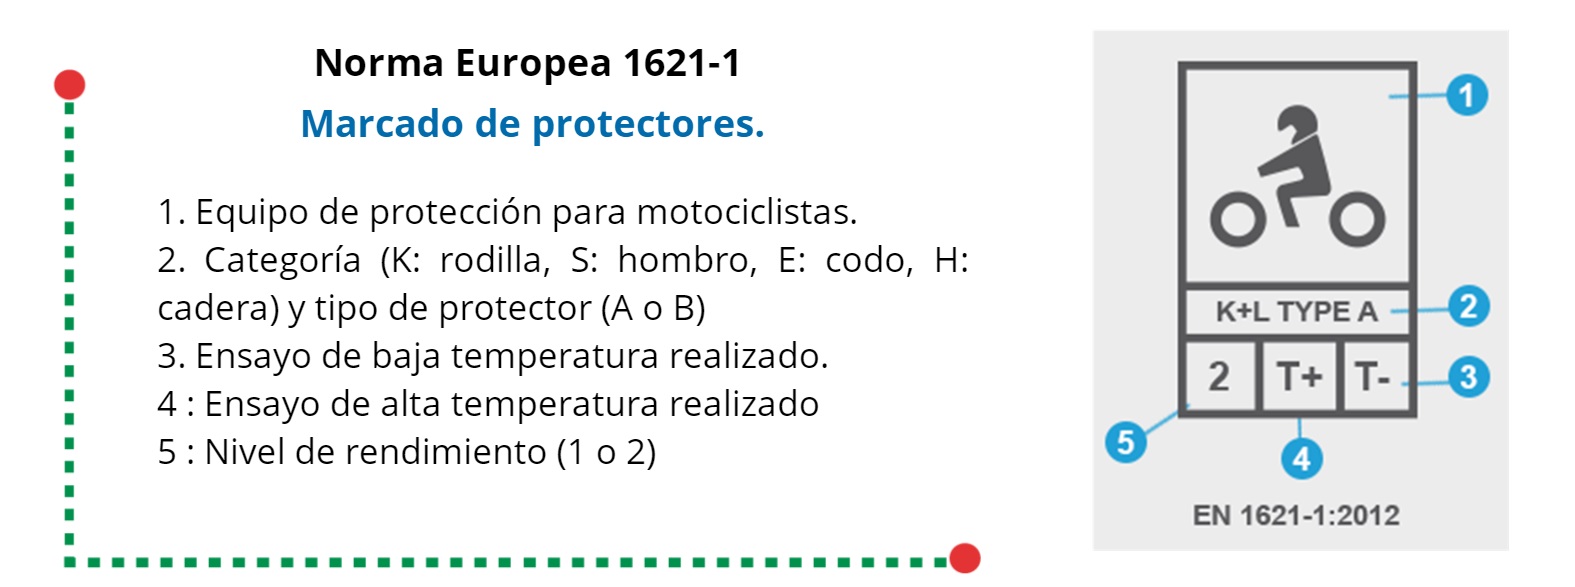 Norma Europea 1621-1
Marcado de protectores.
1. Equipo de protección para motociclistas.
2. Categoría (K: rodilla, S: hombro, E: codo, H:
cadera) y tipo de protector (A o B)
3. Ensayo de baja temperatura realizado.
4 : Ensayo de alta temperatura realizado
5 : Nivel de rendimiento (1 o 2)
1
K+L TYPE A
2
2
T+
T-
3
5
4
EN 1621-1:2012